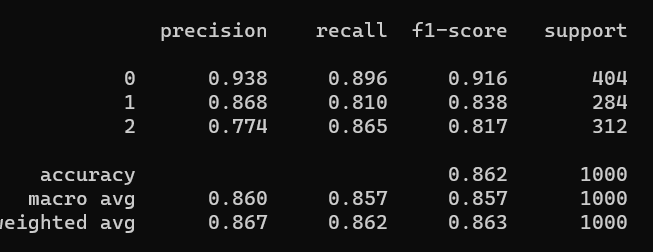 precision recall f1-score support
0 0.938 0.896 0.916 404
1 0.868 0.810 0.838 284
2 0.774 0.865 0.817 312
accuracy 0.862 1000
macro avg 0.860 0.857 0.857 1000
weighted avg 0.867 0.862 0.863 1000